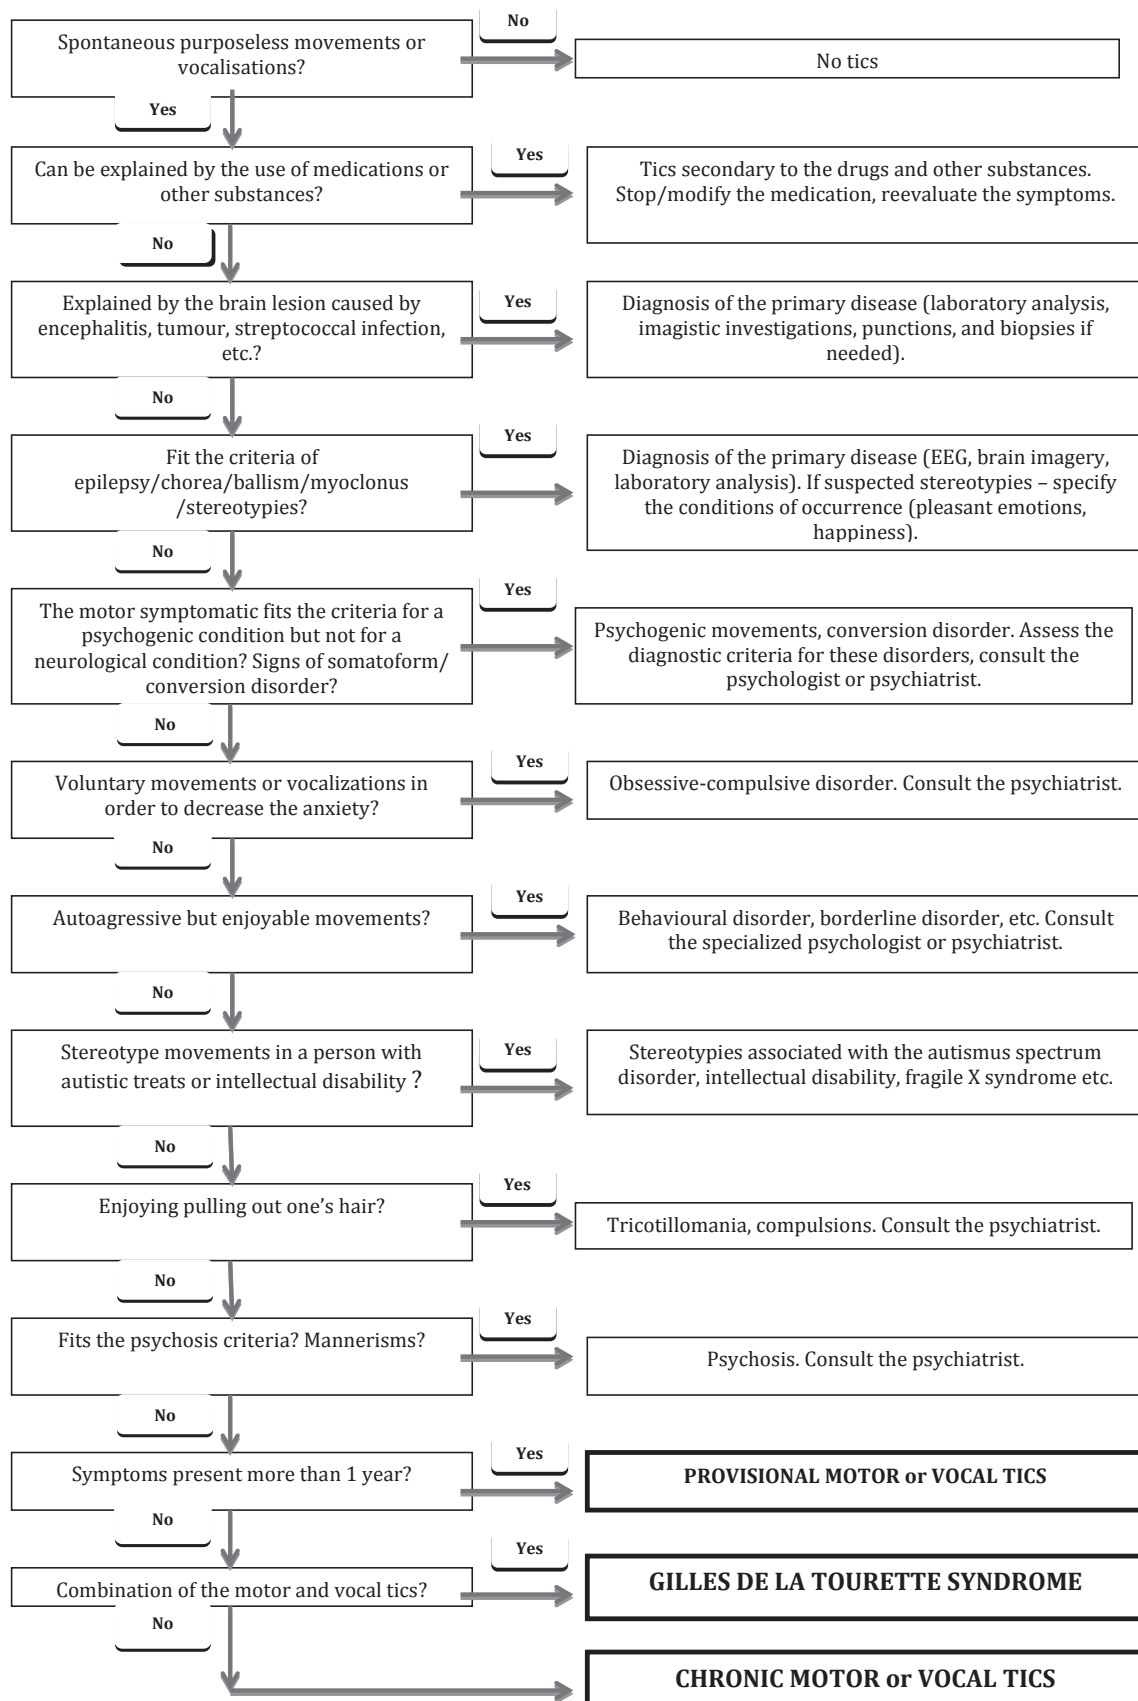 No
Spontaneous purposeless movements or
vocalisations?
No tics
Yes
Can be explained by the use of medications or
other substances?
Yes
Tics secondary to the drugs and other substances.
Stop/modify the medication, reevaluate the symptoms.
No
Explained by the brain lesion caused by
encephalitis, tumour, streptococcal infection,
etc.?
Yes
Diagnosis of the primary disease (laboratory analysis,
imagistic investigations, punctions, and biopsies if
needed).
No
Fit the criteria of
epilepsy/chorea/ballism/myoclonus
/stereotypies?
Yes
Diagnosis of the primary disease (EEG, brain imagery,
laboratory analysis). If suspected stereotypies – specify
the conditions of occurrence (pleasant emotions,
happiness).
No
The motor symptomatic fits the criteria for a
psychogenic condition but not for a
neurological condition? Signs of somatoform/
conversion disorder?
Yes
Psychogenic movements, conversion disorder. Assess the
diagnostic criteria for these disorders, consult the
psychologist or psychiatrist.
No
Voluntary movements or vocalizations in
order to decrease the anxiety?
Yes
Obsessive-compulsive disorder. Consult the psychiatrist.
No
Autoagressive but enjoyable movements?
Yes
Behavioural disorder, borderline disorder, etc. Consult
the specialized psychologist or psychiatrist.
No
Stereotype movements in a person with
autistic treats or intellectual disability ?
Yes
Stereotypies associated with the autismus spectrum
disorder, intellectual disability, fragile X syndrome etc.
No
Enjoying pulling out one's hair?
Yes
Tricotillomania, compulsions. Consult the psychiatrist.
No
Fits the psychosis criteria? Mannerisms?
Yes
Psychosis. Consult the psychiatrist.
No
Symptoms present more than 1 year?
Yes
PROVISIONAL MOTOR or VOCAL TICS
No
Combination of the motor and vocal tics?
Yes
GILLES DE LA TOURETTE SYNDROME
No
CHRONIC MOTOR or VOCAL TICS